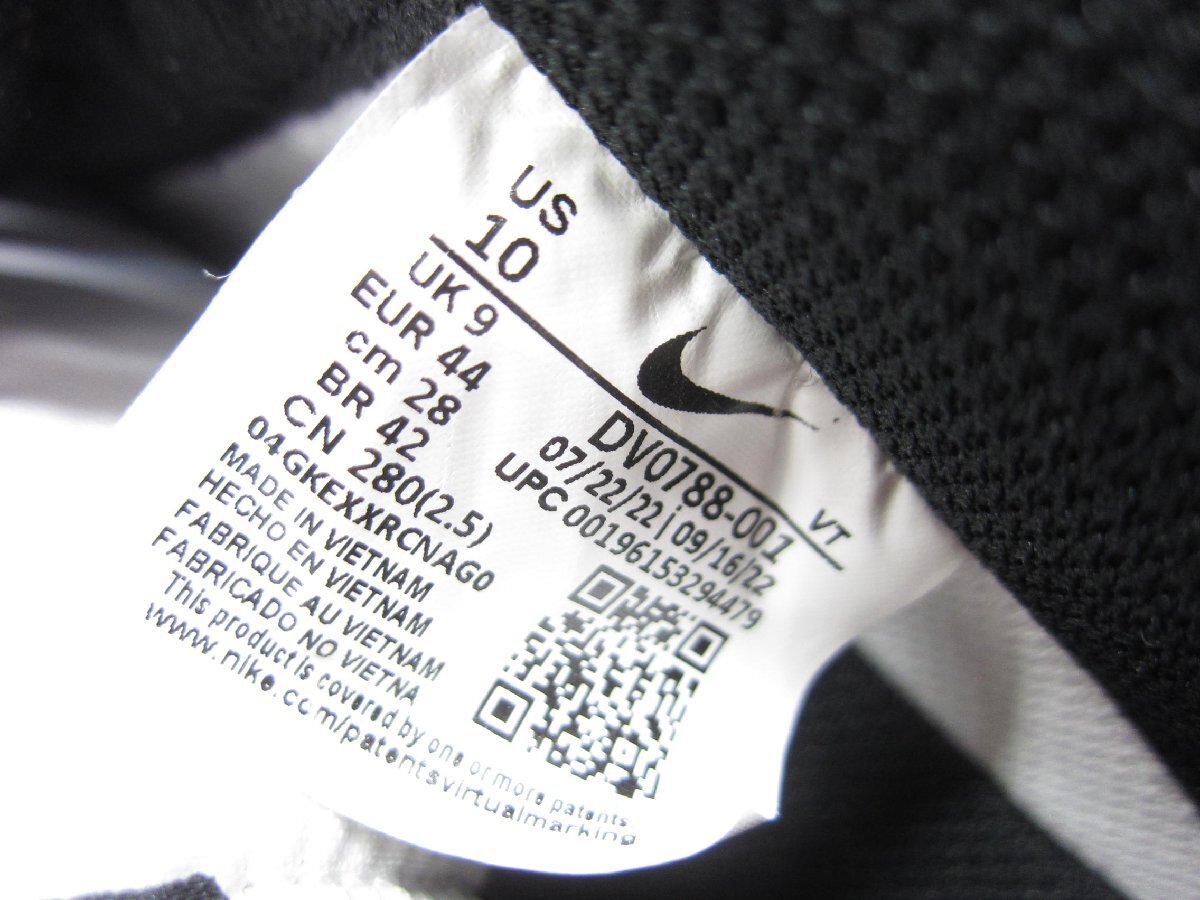 US
10
UK 9
EUR 44
cm 28
BR 42
CN 280(2.5)
04GKEXXRCNAG0
MADE IN VIETNAM
HECHO EN VIETNAM
FABRIQUE AU VIETNAM
FABRICADO NO VIETNA
This product is covered by one or more patents
www.nike.com/patentsvirtualmarking
VT
DV0788-001
07/22/22 | 09/16/22
UPC 00196153294479